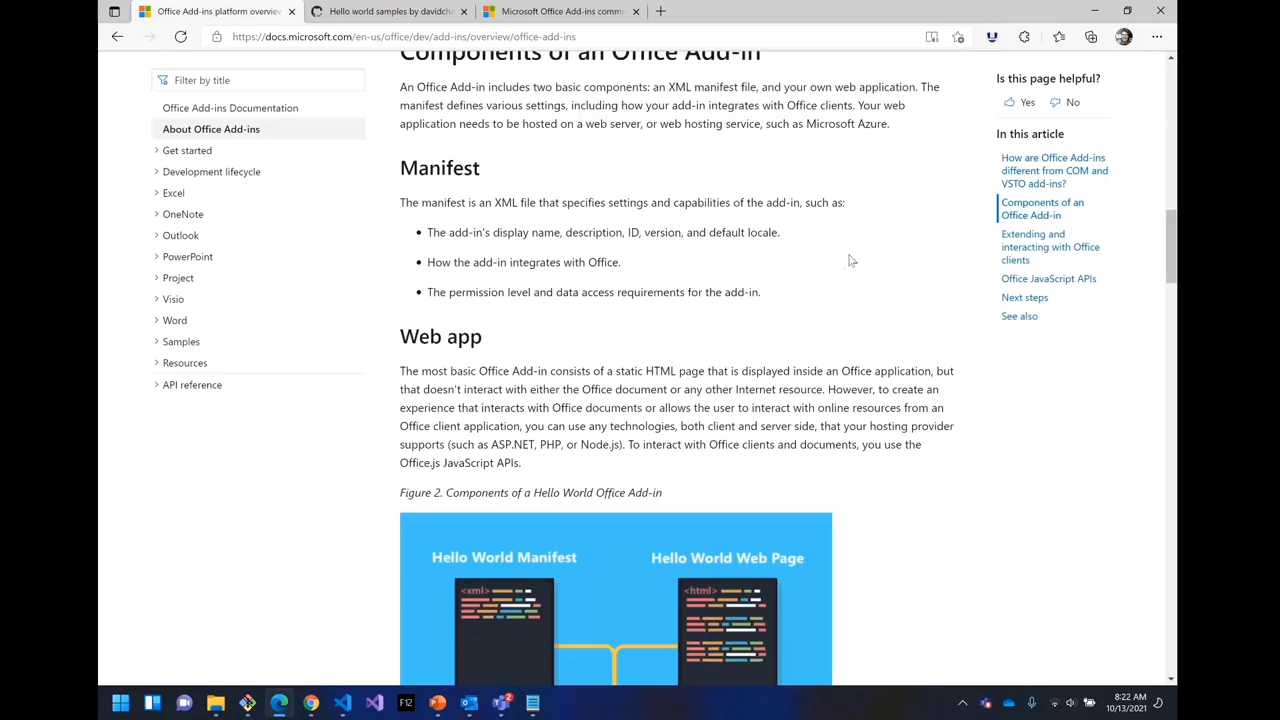 Office Add-ins platform overview
Hello world samples by davidcha
Microsoft Office Add-ins comm
https://docs.microsoft.com/en-us/office/dev/add-ins/overview/office-add-ins
Filter by title
Office Add-ins Documentation
About Office Add-ins
Get started
Development lifecycle
Excel
OneNote
Outlook
PowerPoint
Project
Visio
Word
Samples
Resources
API reference
Components of an Office Add-in
An Office Add-in includes two basic components: an XML manifest file, and your own web application. The
manifest defines various settings, including how your add-in integrates with Office clients. Your web
application needs to be hosted on a web server, or web hosting service, such as Microsoft Azure.
Manifest
The manifest is an XML file that specifies settings and capabilities of the add-in, such as:
• The add-in's display name, description, ID, version, and default locale.
• How the add-in integrates with Office.
• The permission level and data access requirements for the add-in.
Web app
The most basic Office Add-in consists of a static HTML page that is displayed inside an Office application, but
that doesn't interact with either the Office document or any other Internet resource. However, to create an
experience that interacts with Office documents or allows the user to interact with online resources from an
Office client application, you can use any technologies, both client and server side, that your hosting provider
supports (such as ASP.NET, PHP, or Node.js). To interact with Office clients and documents, you use the
Office.js JavaScript APIs.
Figure 2. Components of a Hello World Office Add-in
Hello World Manifest
Hello World Web Page
<xml>
<html>
Is this page helpful?
Yes
No
In this article
How are Office Add-ins
different from COM and
VSTO add-ins?
Components of an
Office Add-in
Extending and
interacting with Office
clients
Office JavaScript APIs
Next steps
See also
F12
2
8:22 AM
10/13/2021